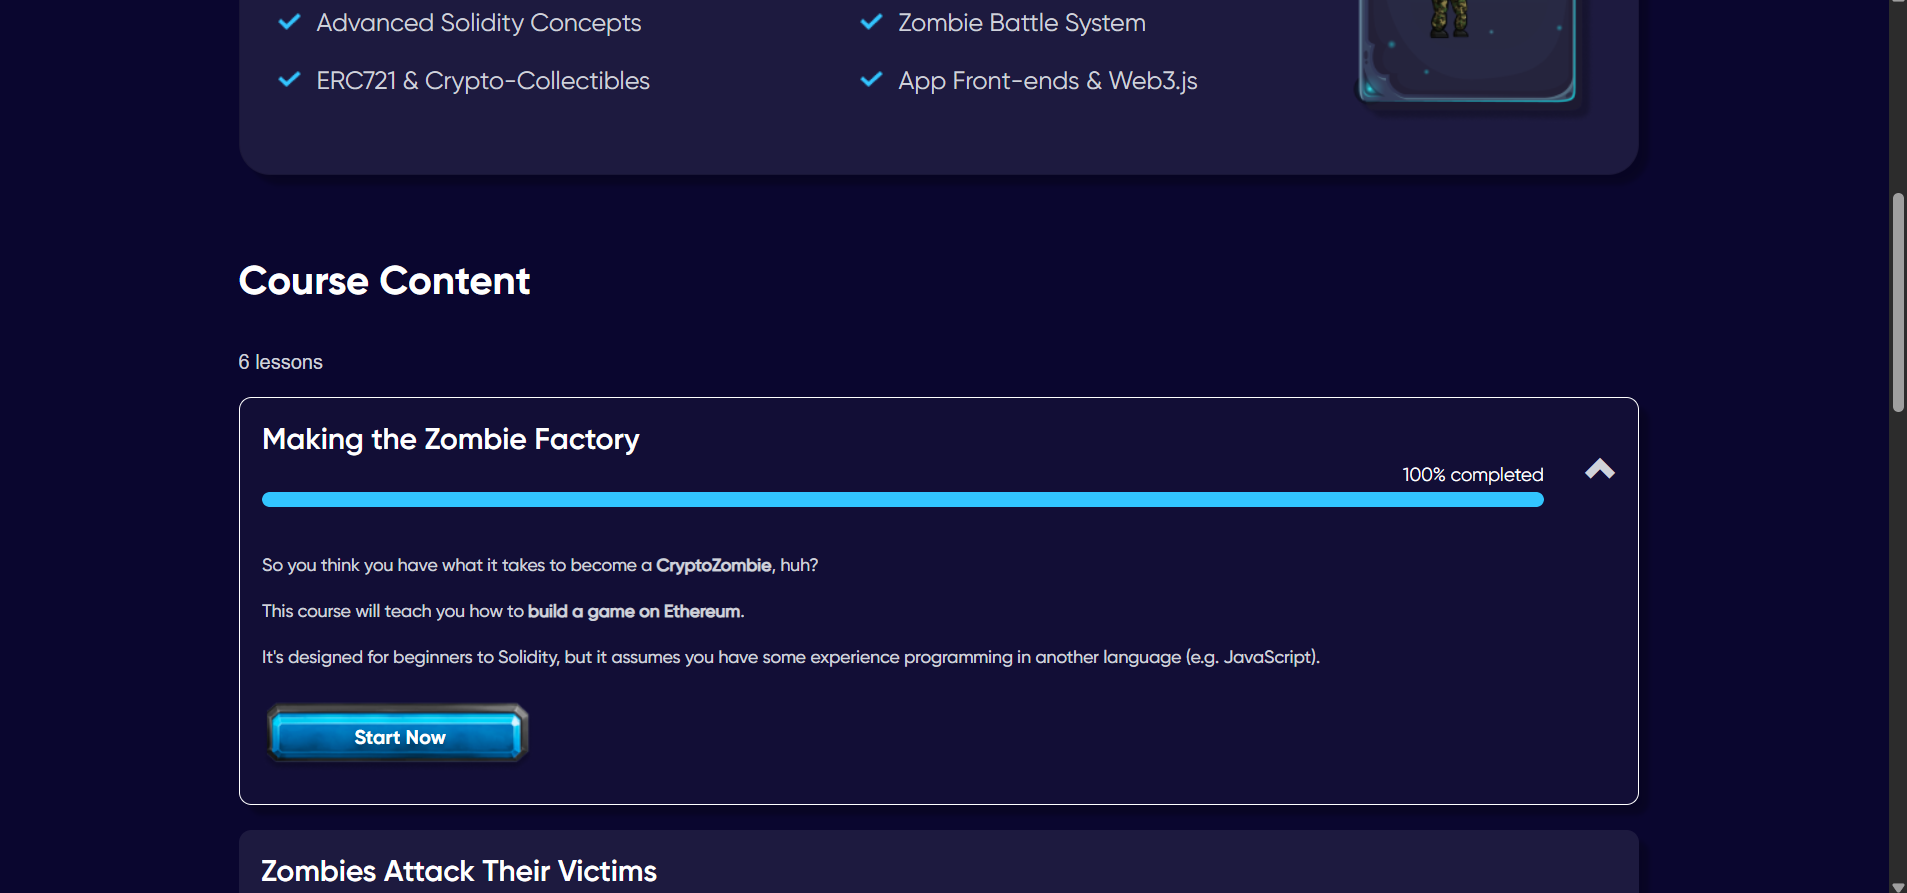 Advanced Solidity Concepts
Zombie Battle System
ERC721 & Crypto-Collectibles
App Front-ends & Web3.js
Course Content
6 lessons
Making the Zombie Factory
100% completed
So you think you have what it takes to become a CryptoZombie, huh?
This course will teach you how to build a game on Ethereum.
It's designed for beginners to Solidity, but it assumes you have some experience programming in another language (e.g. JavaScript).
Start Now
Zombies Attack Their Victims